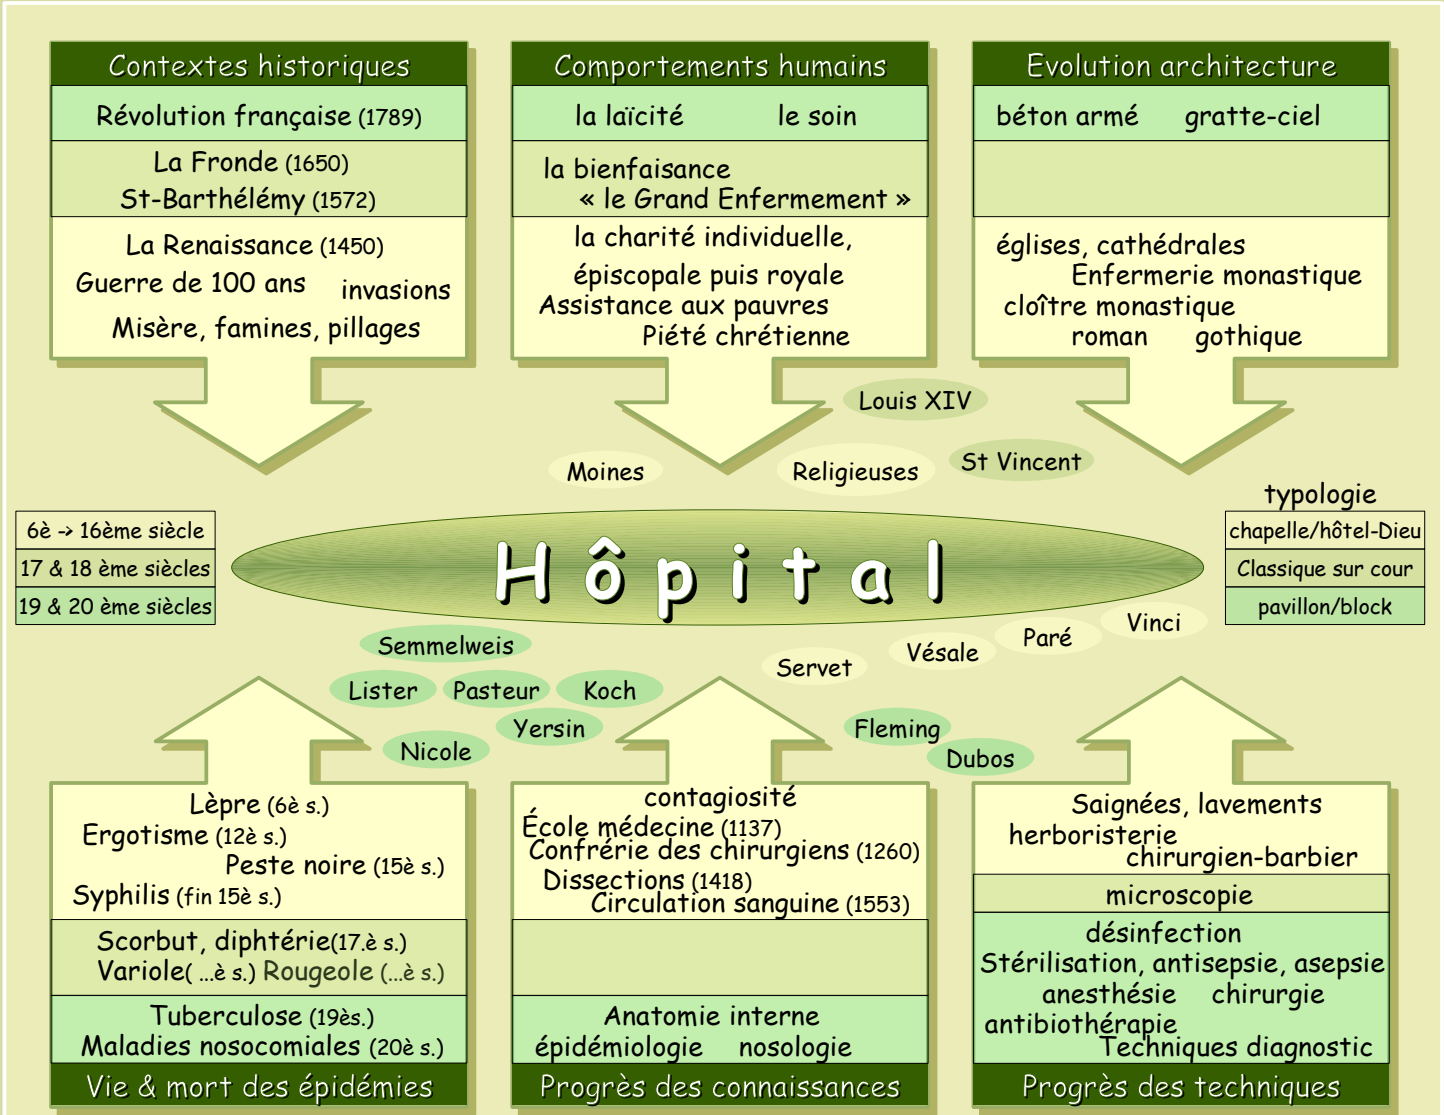 Contextes historiques
Révolution française (1789)
La Fronde (1650)
St-Barthélémy (1572)
La Renaissance (1450)
Guerre de 100 ans
invasions
Misère, famines, pillages
Comportements humains
la laïcité
le soin
la bienfaisance
« le Grand Enfermement »
la charité individuelle,
épiscopale puis royale
Assistance aux pauvres
Piété chrétienne
Evolution architecture
béton armé
gratte-ciel
églises, cathédrales
Enfermerie monastique
cloître monastique
roman
gothique
Louis XIV
Moines
Religieuses
St Vincent
6è -> 16ème siècle
17 & 18 ème siècles
19 & 20 ème siècles
Hôpital
typologie
chapelle/hôtel-Dieu
Classique sur cour
pavillon/block
Semmelweis
Lister
Pasteur
Koch
Yersin
Nicole
Servet
Vésale
Paré
Vinci
Fleming
Dubos
Lèpre (6è s.)
Ergotisme (12è s.)
Peste noire (15è s.)
Syphilis (fin 15è s.)
Scorbut, diphtérie(17.è s.)
Variole( ...è s.) Rougeole (...è s.)
Tuberculose (19ès.)
Maladies nosocomiales (20è s.)
Vie & mort des épidémies
contagiosité
École médecine (1137)
Confrérie des chirurgiens (1260)
Dissections (1418)
Circulation sanguine (1553)
Anatomie interne
épidémiologie
nosologie
Progrès des connaissances
Saignées, lavements
herboristerie
chirurgien-barbier
microscopie
désinfection
Stérilisation, antisepsie, asepsie
anesthésie
chirurgie
antibiothérapie
Techniques diagnostic
Progrès des techniques